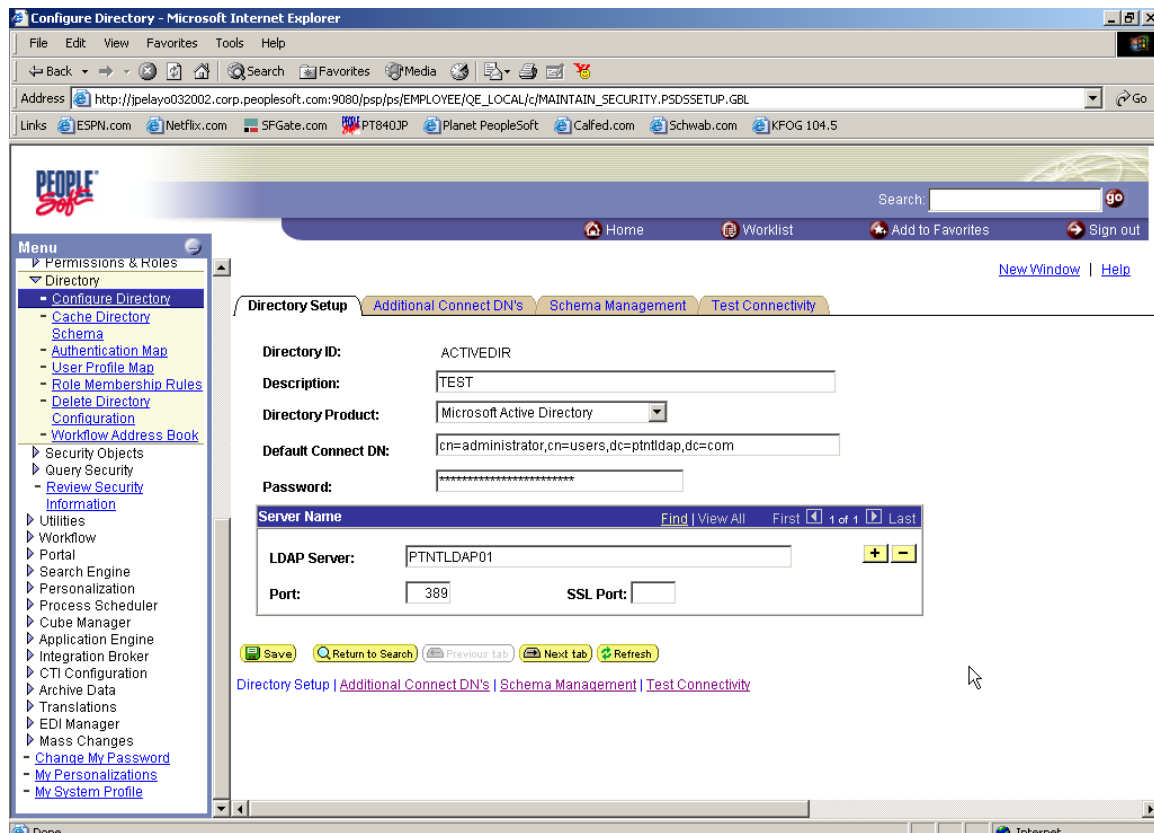 Configure Directory - Microsoft Internet Explorer
File Edit View Favorites Tools Help
Back Search Favorites Media
Address http://jpelayo032002.corp.peoplesoft.com:9080/psp/ps/EMPLOYEE/QE_LOCAL/c/MAINTAIN_SECURITY.PSDSSETUP.GBL Go
Links ESPN.com Netflix.com SFGate.com PT840JP Planet PeopleSoft Calfed.com Schwab.com KFOG 104.5
PEOPLE Soft
Search: go
Home Worklist Add to Favorites Sign out
Menu
Permissions & Roles
Directory
- Configure Directory
- Cache Directory
Schema
- Authentication Map
- User Profile Map
- Role Membership Rules
- Delete Directory
Configuration
- Workflow Address Book
Security Objects
Query Security
- Review Security
Information
Utilities
Workflow
Portal
Search Engine
Personalization
Process Scheduler
Cube Manager
Application Engine
Integration Broker
CTI Configuration
Archive Data
Translations
EDI Manager
Mass Changes
- Change My Password
- My Personalizations
- My System Profile
New Window | Help
Directory Setup Additional Connect DN's Schema Management Test Connectivity
Directory ID: ACTIVEDIR
Description: TEST
Directory Product: Microsoft Active Directory
Default Connect DN: cn=administrator,cn=users,dc=ptntldap,dc=com
Password: ************************
Server Name Find | View All First 1 of 1 Last
LDAP Server: PTNTLDAP01 + −
Port: 389 SSL Port:
Save Return to Search Previous tab Next tab Refresh
Directory Setup | Additional Connect DN's | Schema Management | Test Connectivity
Done Internet